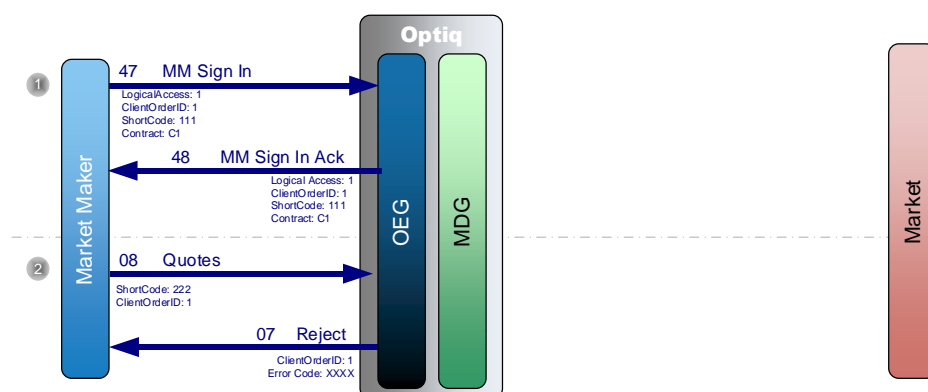 Optiq
1
47 MM Sign In
LogicalAccess: 1
ClientOrderID: 1
ShortCode: 111
Contract: C1
48 MM Sign In Ack
Logical Access: 1
ClientOrderID: 1
ShortCode: 111
Contract: C1
Market Maker
OEG
MDG
Market
2
08 Quotes
ShortCode: 222
ClientOrderID: 1
07 Reject
ClientOrderID: 1
Error Code: XXXX